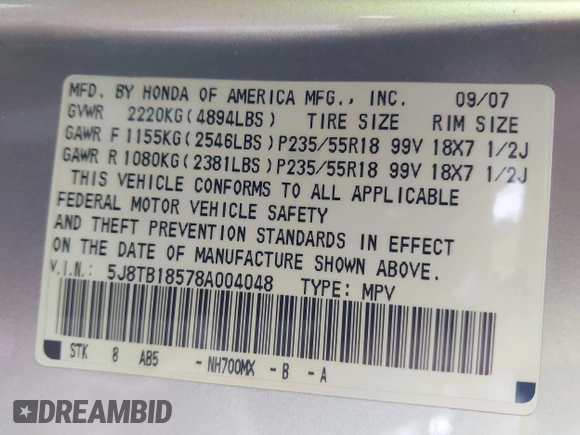 MFD. BY HONDA OF AMERICA MFG., INC. 09/07
GVWR 2220KG(4894LBS) TIRE SIZE RIM SIZE
GAWR F 1155KG(2546LBS) P235/55R18 99V 18X7 1/2J
GAWR R 1080KG(2381LBS) P235/55R18 99V 18X7 1/2J
THIS VEHICLE CONFORMS TO ALL APPLICABLE
FEDERAL MOTOR VEHICLE SAFETY
AND THEFT PREVENTION STANDARDS IN EFFECT
ON THE DATE OF MANUFACTURE SHOWN ABOVE.
V.I.N.: 5J8TB18578A004048 TYPE: MPV
STK 8 AB5 -NH700MX -B -A
DREAMBID